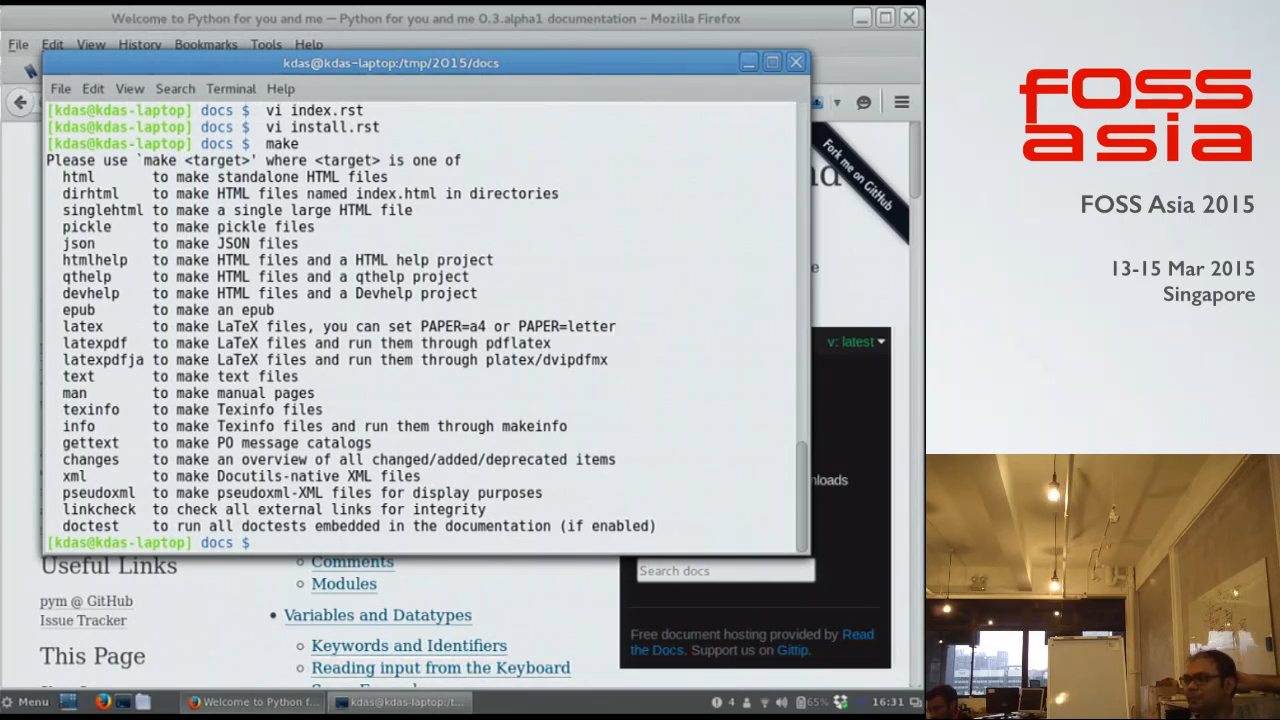 Welcome to Python for you and me — Python for you and me 0.3.alpha1 documentation – Mozilla Firefox
File Edit View History Bookmarks Tools Help
kdas@kdas-laptop:/tmp/2015/docs
File Edit View Search Terminal Help
[kdas@kdas-laptop] docs $ vi index.rst
[kdas@kdas-laptop] docs $ vi install.rst
[kdas@kdas-laptop] docs $ make
Please use `make <target>' where <target> is one of
html to make standalone HTML files
dirhtml to make HTML files named index.html in directories
singlehtml to make a single large HTML file
pickle to make pickle files
json to make JSON files
htmlhelp to make HTML files and a HTML help project
qthelp to make HTML files and a qthelp project
devhelp to make HTML files and a Devhelp project
epub to make an epub
latex to make LaTeX files, you can set PAPER=a4 or PAPER=letter
latexpdf to make LaTeX files and run them through pdflatex
latexpdfja to make LaTeX files and run them through platex/dvipdfmx
text to make text files
man to make manual pages
texinfo to make Texinfo files
info to make Texinfo files and run them through makeinfo
gettext to make PO message catalogs
changes to make an overview of all changed/added/deprecated items
xml to make Docutils-native XML files
pseudoxml to make pseudoxml-XML files for display purposes
linkcheck to check all external links for integrity
doctest to run all doctests embedded in the documentation (if enabled)
[kdas@kdas-laptop] docs $
Fork me on GitHub
v: latest
Useful Links
pym @ GitHub
Issue Tracker
This Page
Comments
Modules
Variables and Datatypes
Keywords and Identifiers
Reading input from the Keyboard
Search docs
Free document hosting provided by Read
the Docs. Support us on Gittip.
Menu
Welcome to Python f...
kdas@kdas-laptop:/t...
4
65%
16:31
FOSS
asia
FOSS Asia 2015
13-15 Mar 2015
Singapore